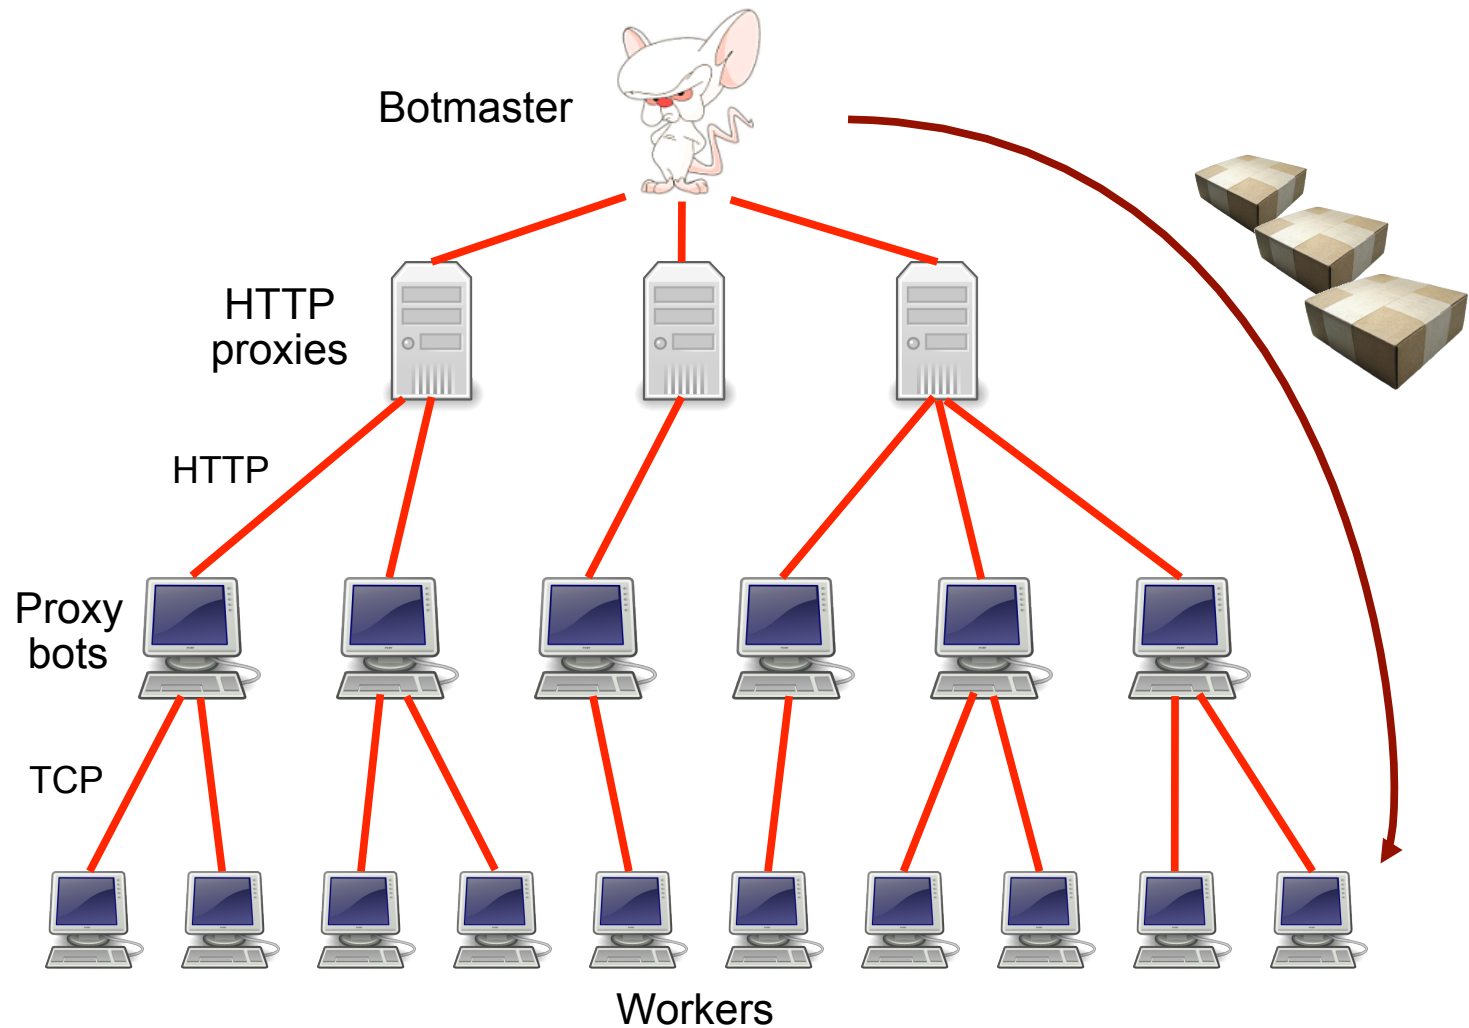 Botmaster
HTTP
proxies
HTTP
Proxy
bots
TCP
Workers